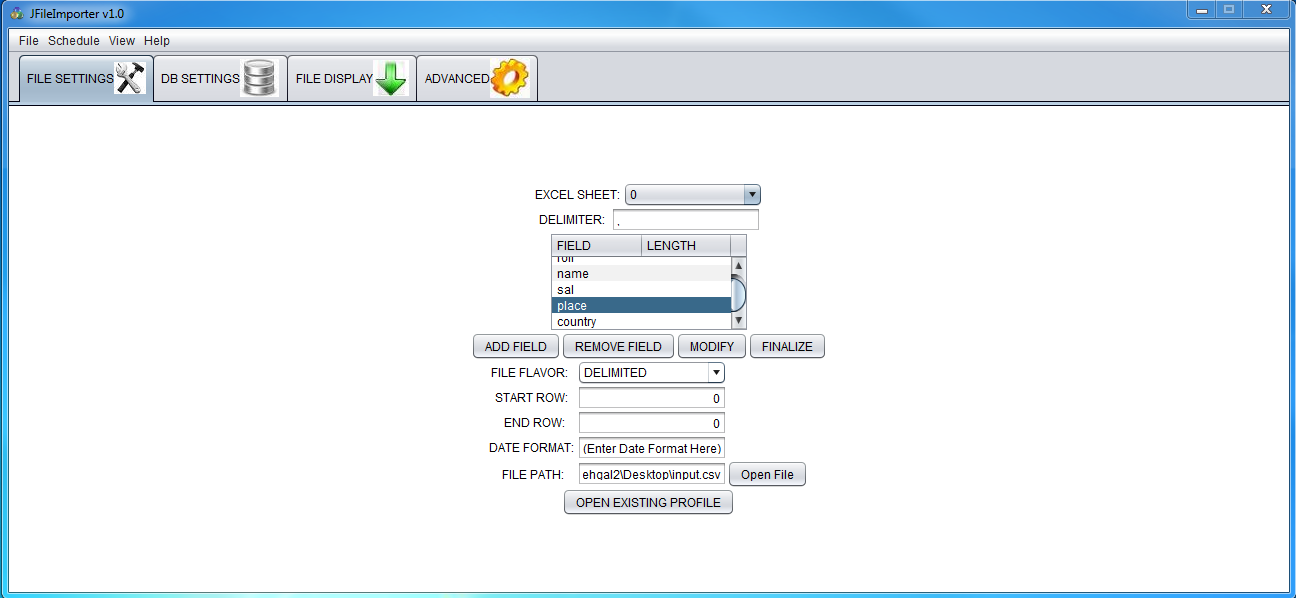 JFileImporter v1.0
File Schedule View Help
FILE SETTINGS DB SETTINGS FILE DISPLAY ADVANCED
EXCEL SHEET: 0
DELIMITER: ,
FIELD LENGTH
roll
name
sal
place
country
ADD FIELD REMOVE FIELD MODIFY FINALIZE
FILE FLAVOR: DELIMITED
START ROW: 0
END ROW: 0
DATE FORMAT: (Enter Date Format Here)
FILE PATH: ehgal2\Desktop\input.csv Open File
OPEN EXISTING PROFILE